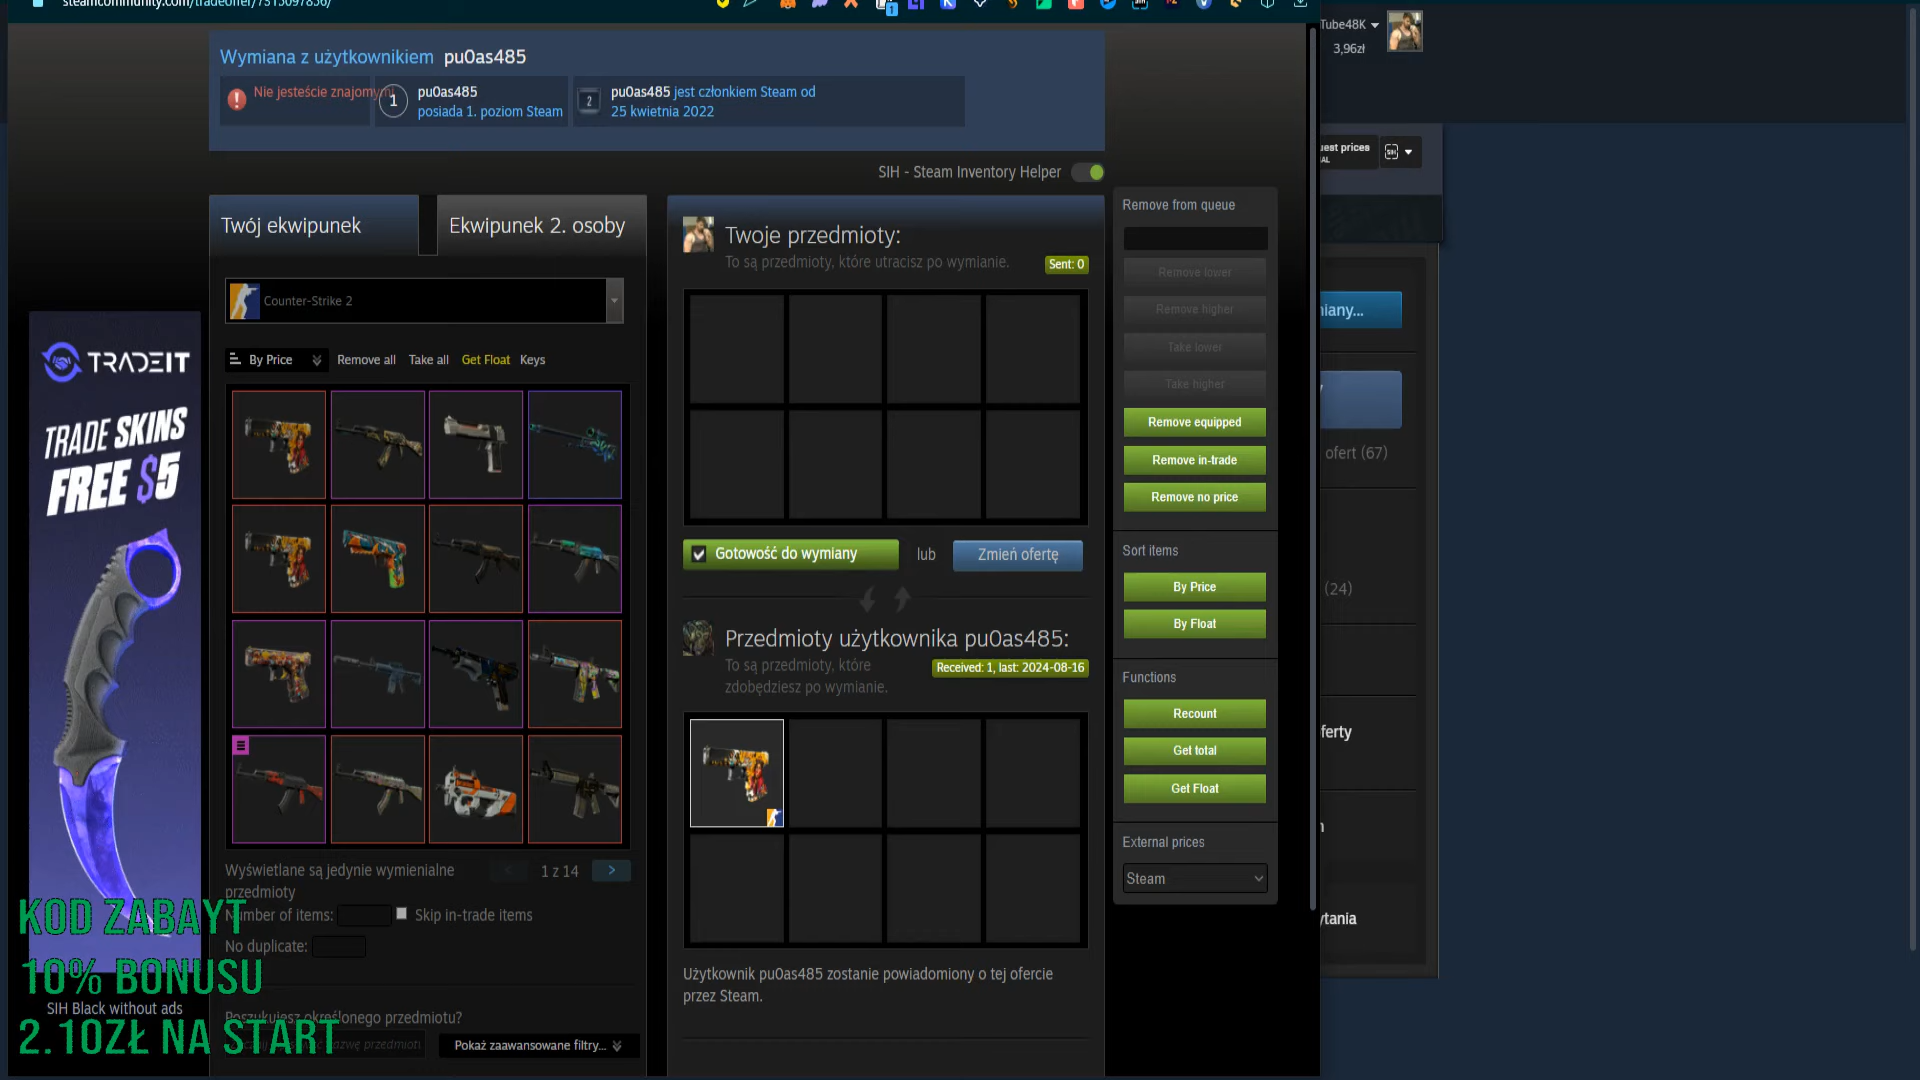 Wymiana z użytkownikiem pu0as485
Nie jesteście znajomymi
1
pu0as485
posiada 1. poziom Steam
2
pu0as485 jest członkiem Steam od
25 kwietnia 2022
Tube48K
3,96zł
SIH - Steam Inventory Helper
Twój ekwipunek
Ekwipunek 2. osoby
Counter-Strike 2
By Price
Remove all
Take all
Get Float
Keys
Wyświetlane są jedynie wymienialne
przedmioty
1 z 14
Number of items:
Skip in-trade items
No duplicate:
Poszukujesz określonego przedmiotu?
Pokaż zaawansowane filtry...
Twoje przedmioty:
To są przedmioty, które utracisz po wymianie.
Sent: 0
Gotowość do wymiany
lub
Zmień ofertę
Przedmioty użytkownika pu0as485:
To są przedmioty, które
zdobędziesz po wymianie.
Received: 1, last: 2024-08-16
Użytkownik pu0as485 zostanie powiadomiony o tej ofercie
przez Steam.
Remove from queue
Remove lower
Remove higher
Take lower
Take higher
Remove equipped
Remove in-trade
Remove no price
Sort items
By Price
By Float
Functions
Recount
Get total
Get Float
External prices
Steam
uest prices
iany...
ofert (67)
(24)
ferty
ytania
TRADEIT
TRADE SKINS
FREE $5
SIH Black without ads
KOD ZABAYT
10% BONUSU
2.10ZŁ NA START